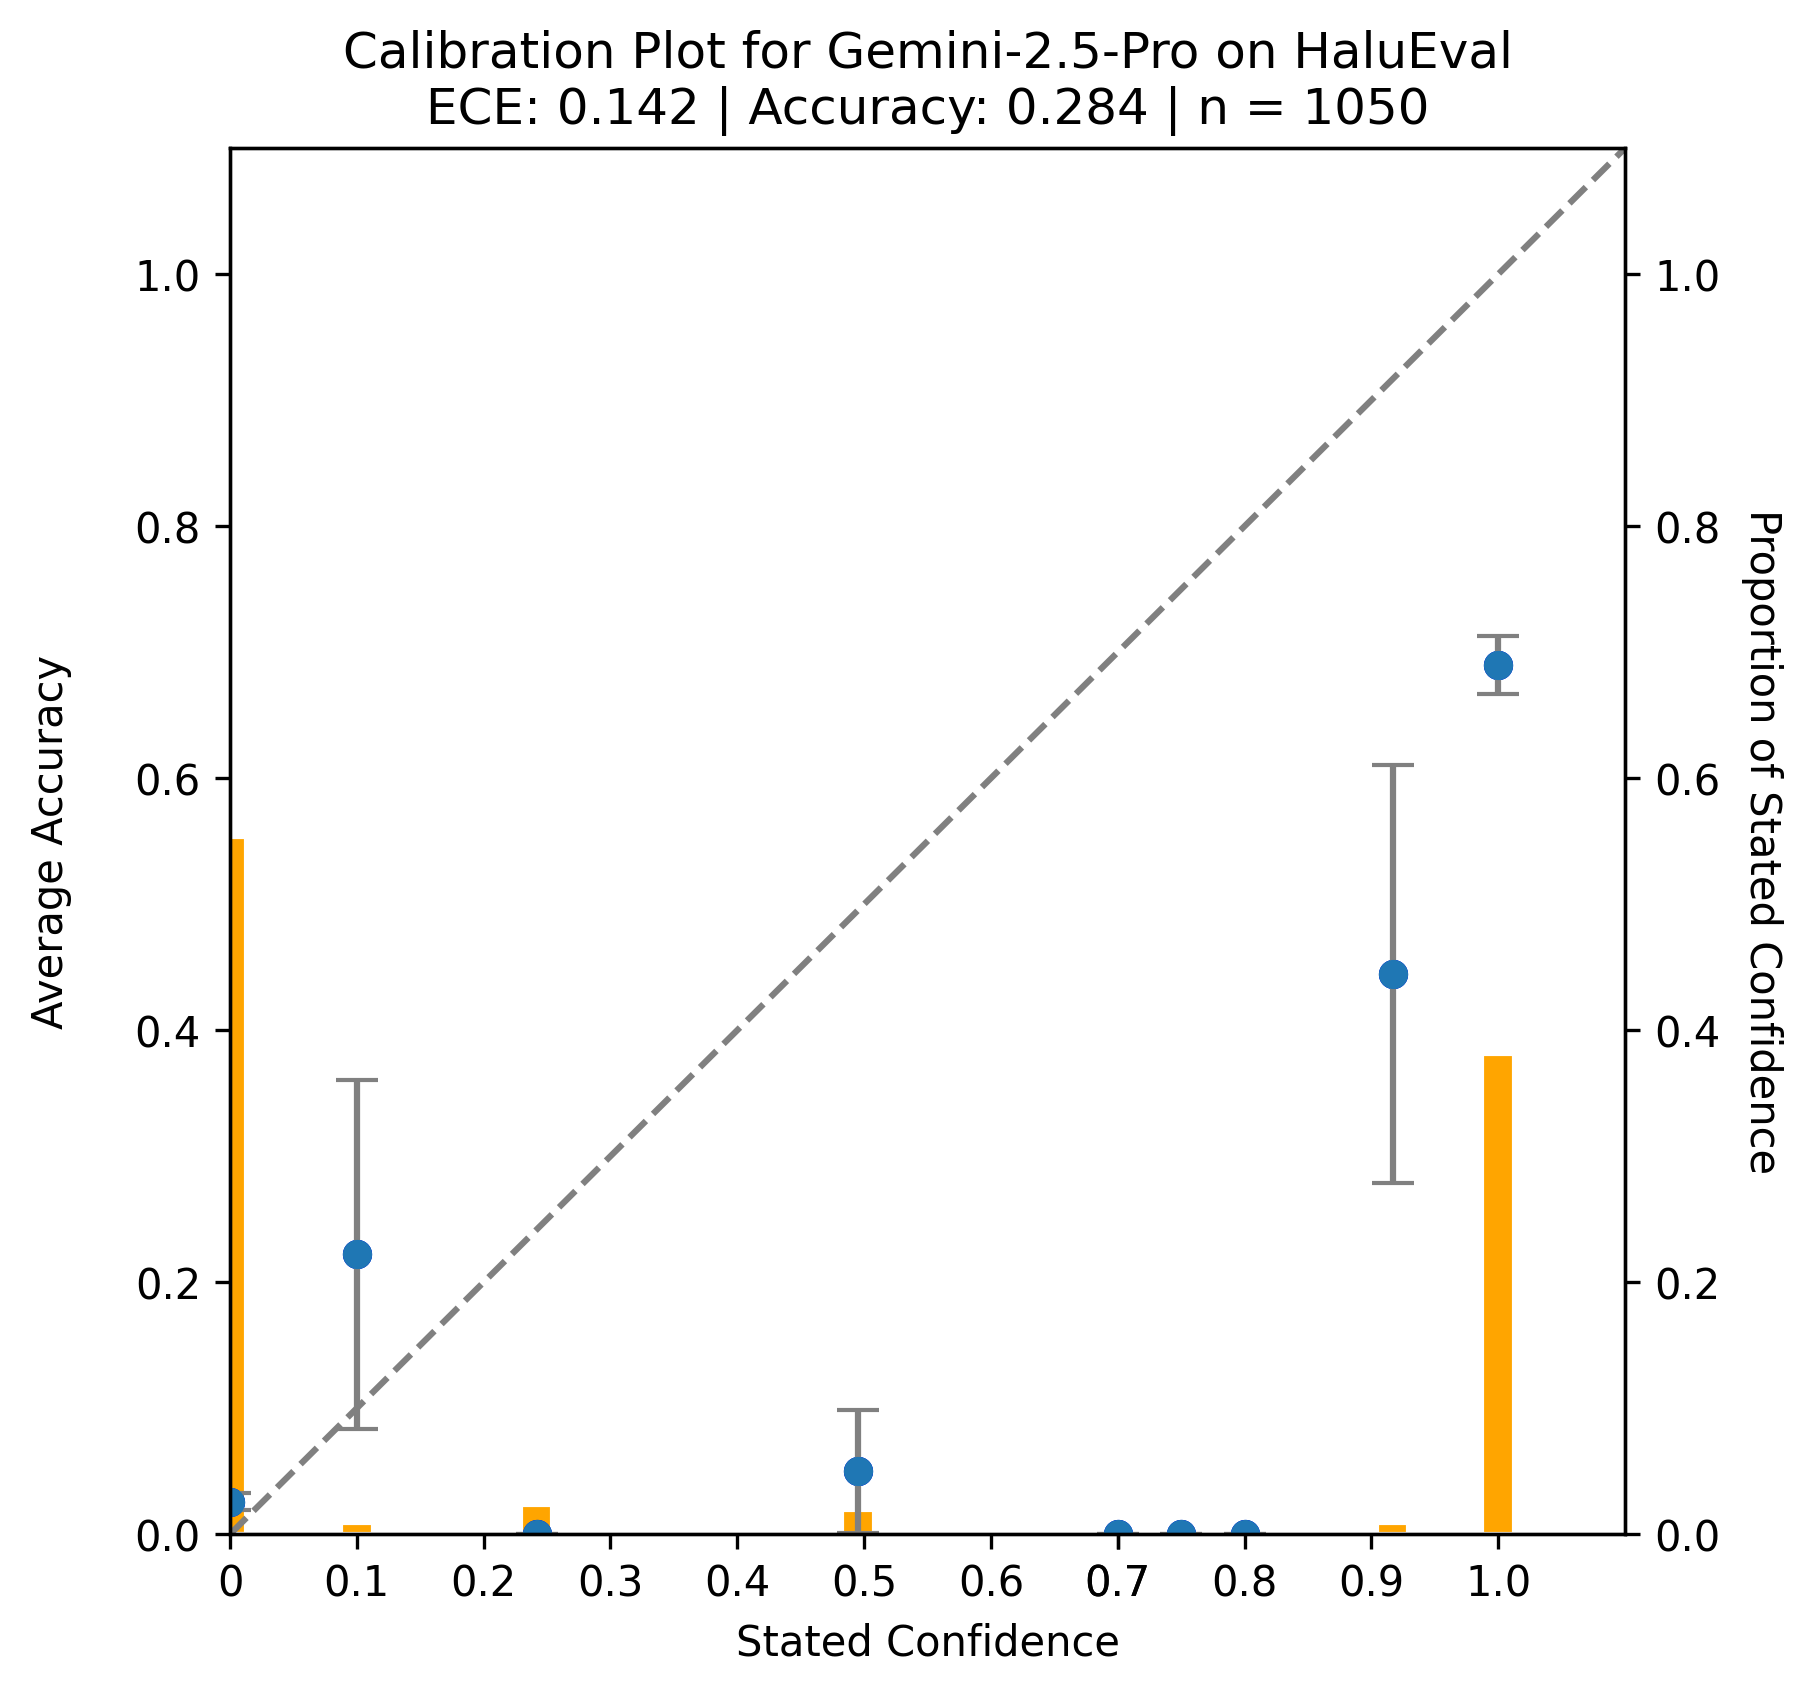 Calibration Plot for Gemini-2.5-Pro on HaluEval
ECE: 0.142 | Accuracy: 0.284 | n = 1050
Average Accuracy
1.0
0.8
0.6
0.4
0.2
0.0
0 0.1 0.2 0.3 0.4 0.5 0.6 0.7 0.8 0.9 1.0
Stated Confidence
1.0
0.8
0.6
0.4
0.2
0.0
Proportion of Stated Confidence